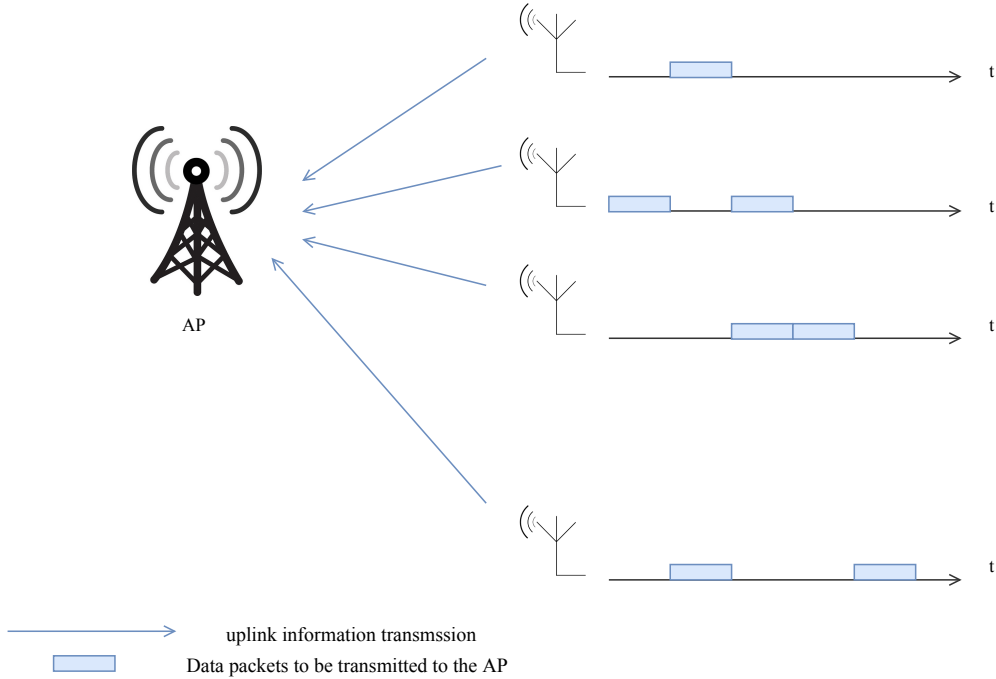 t
t
AP
t
t
uplink information transmssion
Data packets to be transmitted to the AP